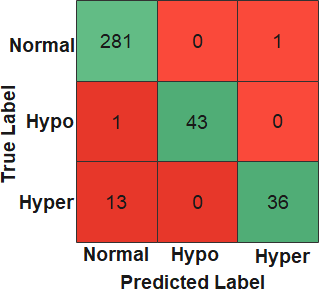 True Label
Normal 281 0 1
Hypo 1 43 0
Hyper 13 0 36
Normal Hypo Hyper
Predicted Label